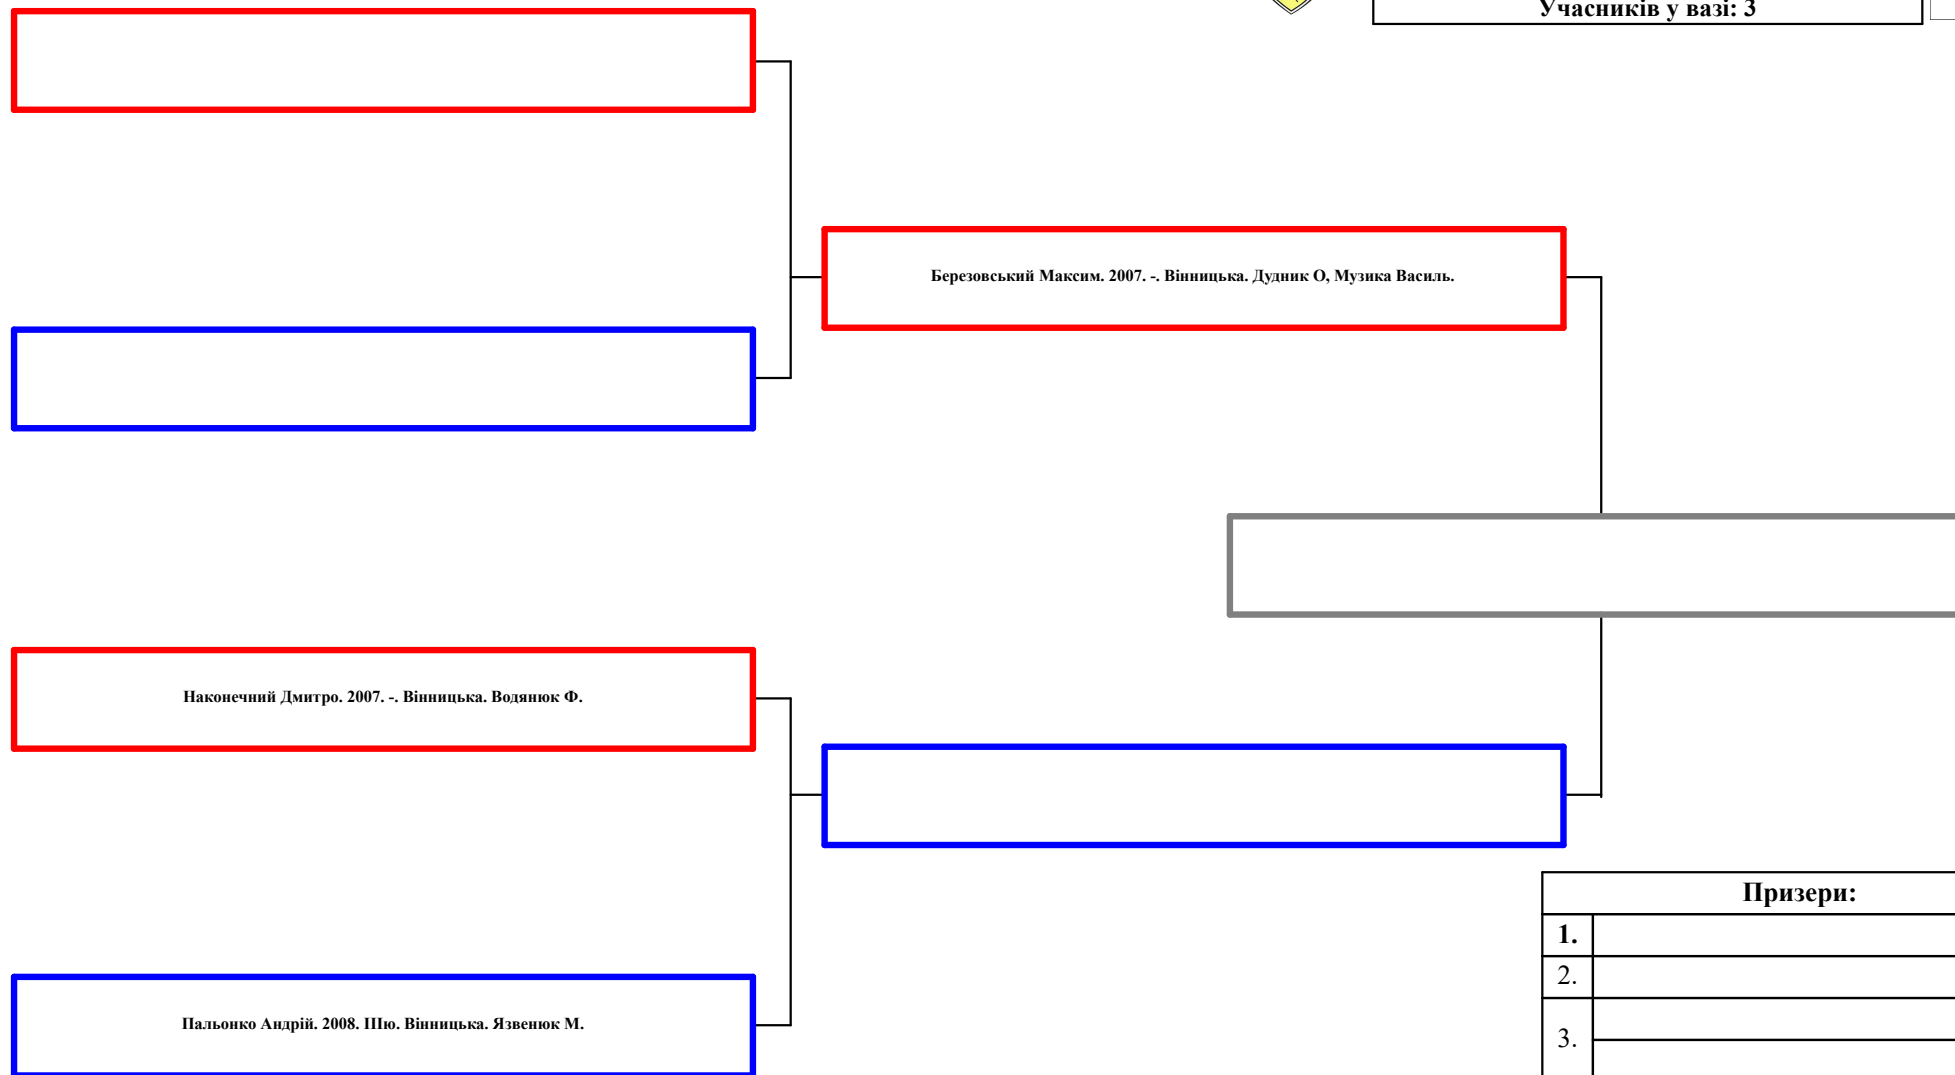 Учасників у вазі: 3
Березовський Максим. 2007. -. Вінницька. Дудник О, Музика Василь.
Наконечний Дмитро. 2007. -. Вінницька. Водянюк Ф.
Пальонко Андрій. 2008. ІІІю. Вінницька. Язвенюк М.
Призери:
1.
2.
3.